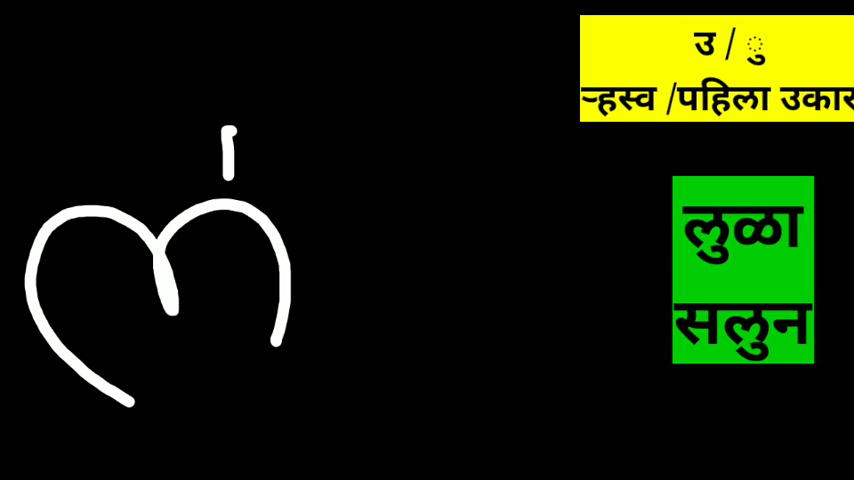 उ / ु
ऱ्हस्व /पहिला उकार
लुळा
सलुन